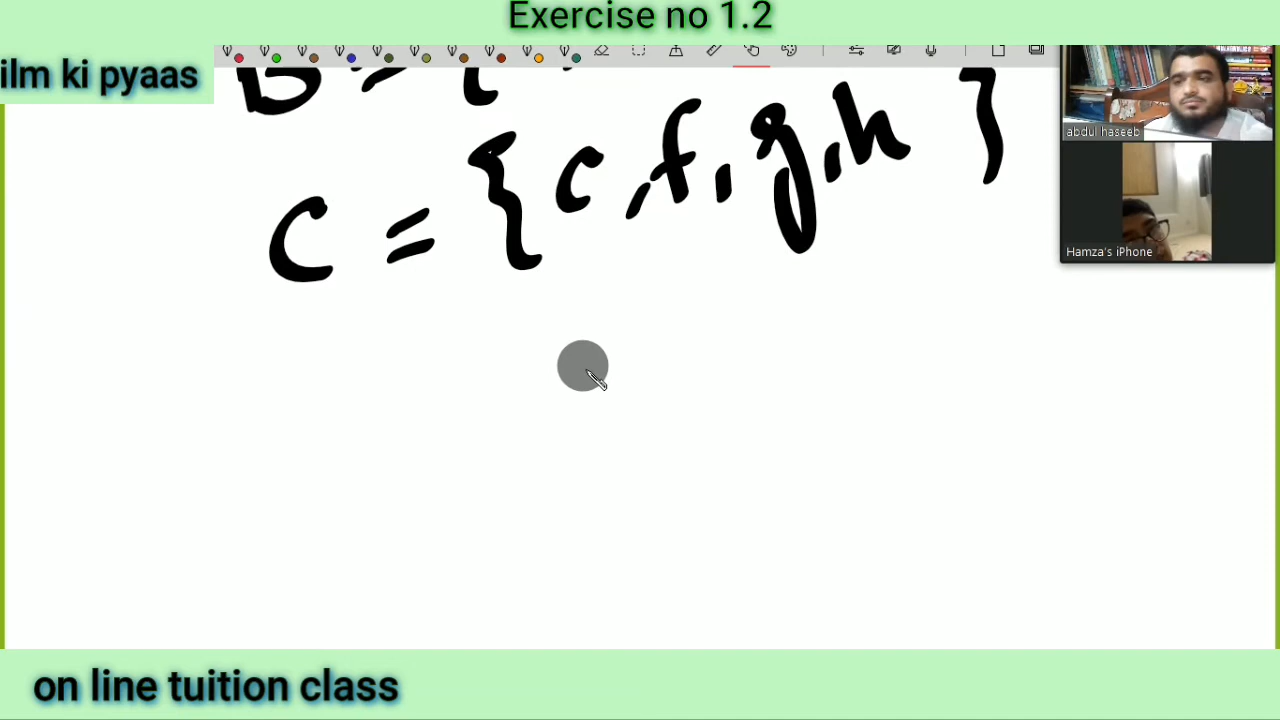 Exercise no 1.2
ilm ki pyaas
B = {
C = { c , f , g , h }
abdul haseeb
Hamza's iPhone
on line tuition class